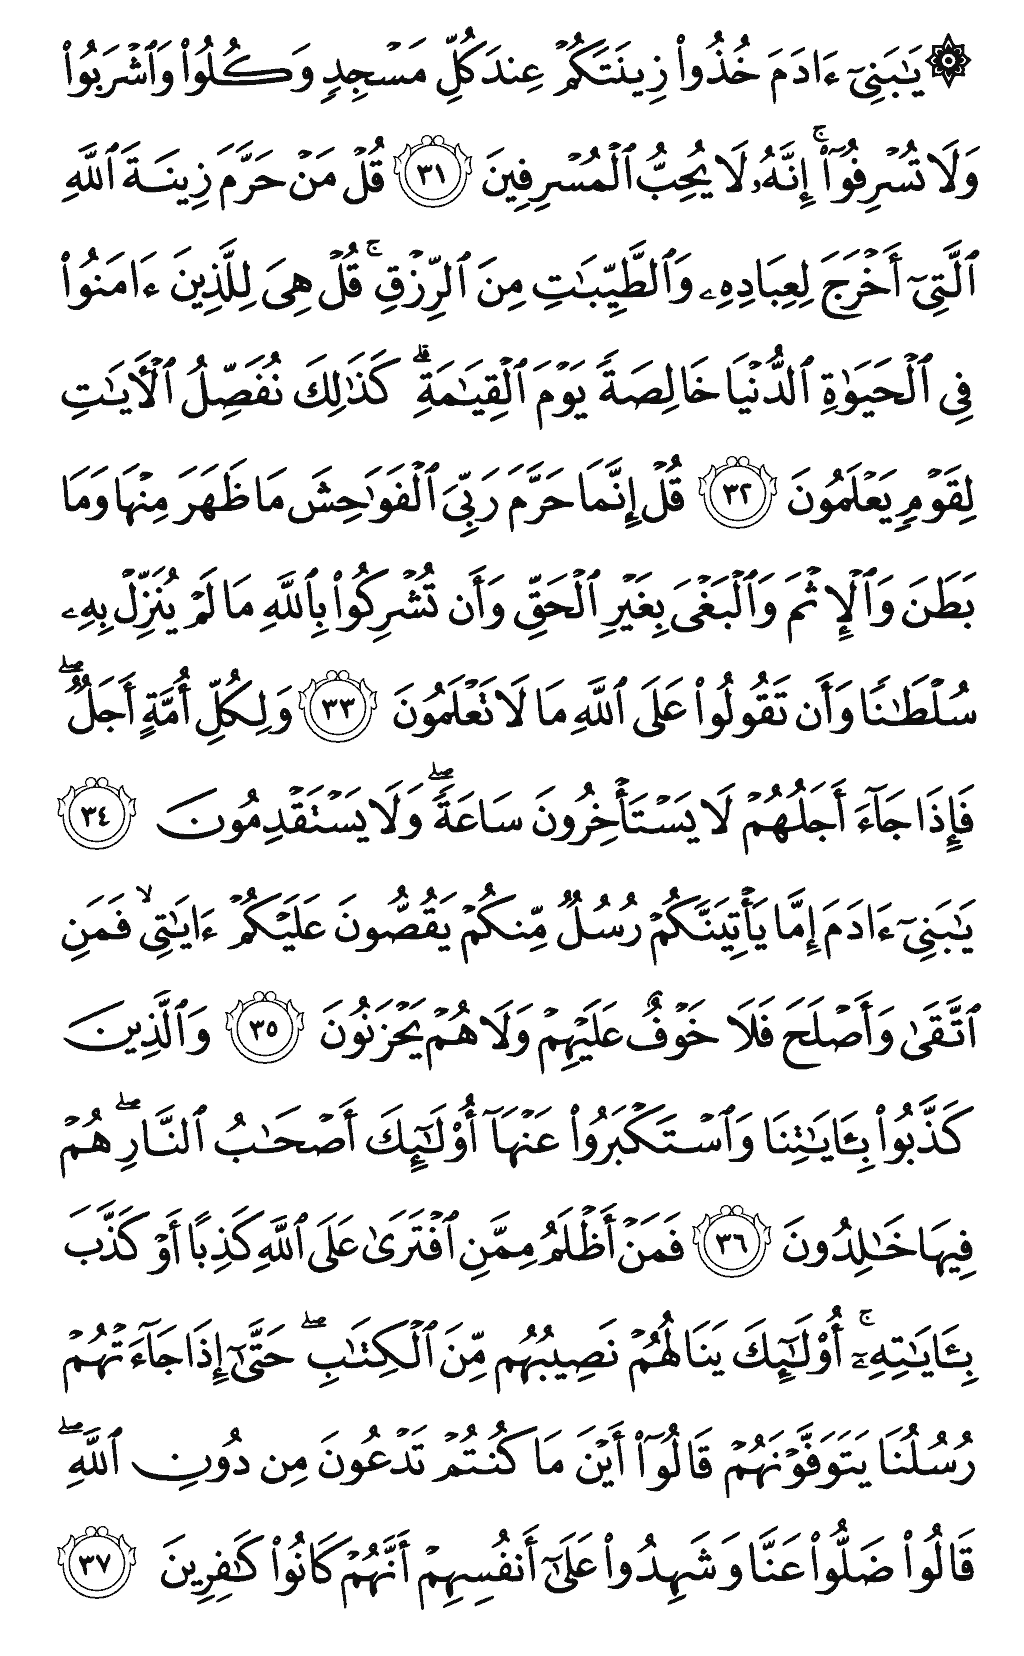 ۞ يَٰبَنِيٓ ءَادَمَ خُذُواْ زِينَتَكُمۡ عِندَ كُلِّ مَسۡجِدٖ وَكُلُواْ وَٱشۡرَبُواْ
وَلَا تُسۡرِفُوٓاْۚ إِنَّهُۥ لَا يُحِبُّ ٱلۡمُسۡرِفِينَ ٣١ قُلۡ مَنۡ حَرَّمَ زِينَةَ ٱللَّهِ
ٱلَّتِيٓ أَخۡرَجَ لِعِبَادِهِۦ وَٱلطَّيِّبَٰتِ مِنَ ٱلرِّزۡقِۚ قُلۡ هِيَ لِلَّذِينَ ءَامَنُواْ
فِي ٱلۡحَيَوٰةِ ٱلدُّنۡيَا خَالِصَةٗ يَوۡمَ ٱلۡقِيَٰمَةِۗ كَذَٰلِكَ نُفَصِّلُ ٱلۡأٓيَٰتِ
لِقَوۡمٖ يَعۡلَمُونَ ٣٢ قُلۡ إِنَّمَا حَرَّمَ رَبِّيَ ٱلۡفَوَٰحِشَ مَا ظَهَرَ مِنۡهَا وَمَا
بَطَنَ وَٱلۡإِثۡمَ وَٱلۡبَغۡيَ بِغَيۡرِ ٱلۡحَقِّ وَأَن تُشۡرِكُواْ بِٱللَّهِ مَا لَمۡ يُنَزِّلۡ بِهِۦ
سُلۡطَٰنٗا وَأَن تَقُولُواْ عَلَى ٱللَّهِ مَا لَا تَعۡلَمُونَ ٣٣ وَلِكُلِّ أُمَّةٍ أَجَلٞۖ
فَإِذَا جَآءَ أَجَلُهُمۡ لَا يَسۡتَأۡخِرُونَ سَاعَةٗۖ وَلَا يَسۡتَقۡدِمُونَ ٣٤
يَٰبَنِيٓ ءَادَمَ إِمَّا يَأۡتِيَنَّكُمۡ رُسُلٞ مِّنكُمۡ يَقُصُّونَ عَلَيۡكُمۡ ءَايَٰتِي ۙ فَمَنِ
ٱتَّقَىٰ وَأَصۡلَحَ فَلَا خَوۡفٌ عَلَيۡهِمۡ وَلَا هُمۡ يَحۡزَنُونَ ٣٥ وَٱلَّذِينَ
كَذَّبُواْ بِـَٔايَٰتِنَا وَٱسۡتَكۡبَرُواْ عَنۡهَآ أُوْلَٰٓئِكَ أَصۡحَٰبُ ٱلنَّارِۖ هُمۡ
فِيهَا خَٰلِدُونَ ٣٦ فَمَنۡ أَظۡلَمُ مِمَّنِ ٱفۡتَرَىٰ عَلَى ٱللَّهِ كَذِبًا أَوۡ كَذَّبَ
بِـَٔايَٰتِهِۦٓۚ أُوْلَٰٓئِكَ يَنَالُهُمۡ نَصِيبُهُم مِّنَ ٱلۡكِتَٰبِۖ حَتَّىٰٓ إِذَا جَآءَتۡهُمۡ
رُسُلُنَا يَتَوَفَّوۡنَهُمۡ قَالُوٓاْ أَيۡنَ مَا كُنتُمۡ تَدۡعُونَ مِن دُونِ ٱللَّهِۖ
قَالُواْ ضَلُّواْ عَنَّا وَشَهِدُواْ عَلَىٰٓ أَنفُسِهِمۡ أَنَّهُمۡ كَانُواْ كَٰفِرِينَ ٣٧